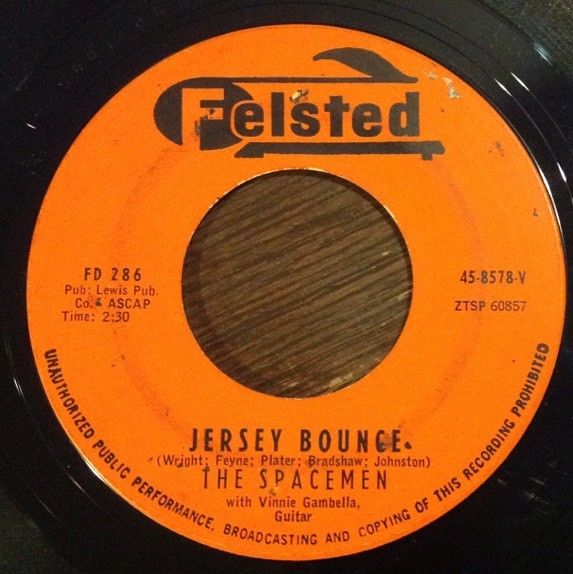 Felsted
FD 286
Pub: Lewis Pub.
Co. ASCAP
Time: 2:30
45-8578-V
ZTSP 60857
JERSEY BOUNCE
(Wright; Feyne; Plater; Bradshaw; Johnston)
THE SPACEMEN
with Vinnie Gambella,
Guitar
UNAUTHORIZED PUBLIC PERFORMANCE, BROADCASTING AND COPYING OF THIS RECORDING PROHIBITED